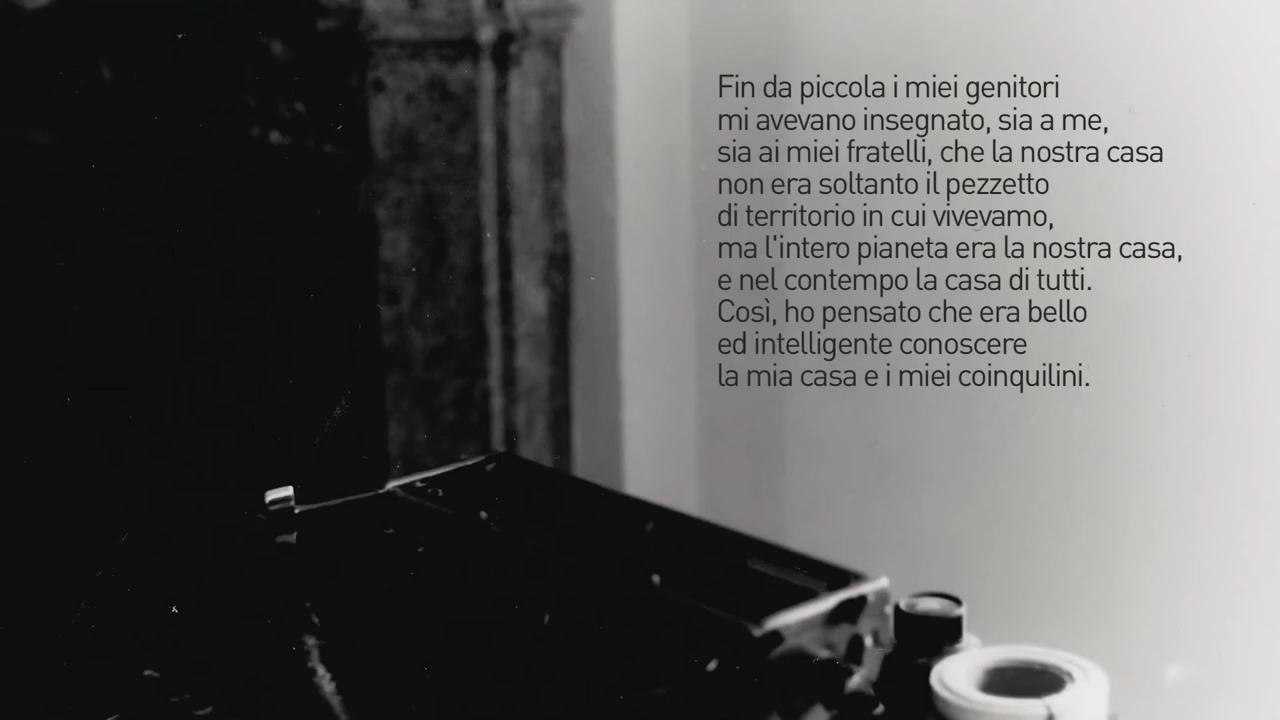 Fin da piccola i miei genitori
mi avevano insegnato, sia a me,
sia ai miei fratelli, che la nostra casa
non era soltanto il pezzetto
di territorio in cui vivevamo,
ma l'intero pianeta era la nostra casa,
e nel contempo la casa di tutti.
Così, ho pensato che era bello
ed intelligente conoscere
la mia casa e i miei coinquilini.